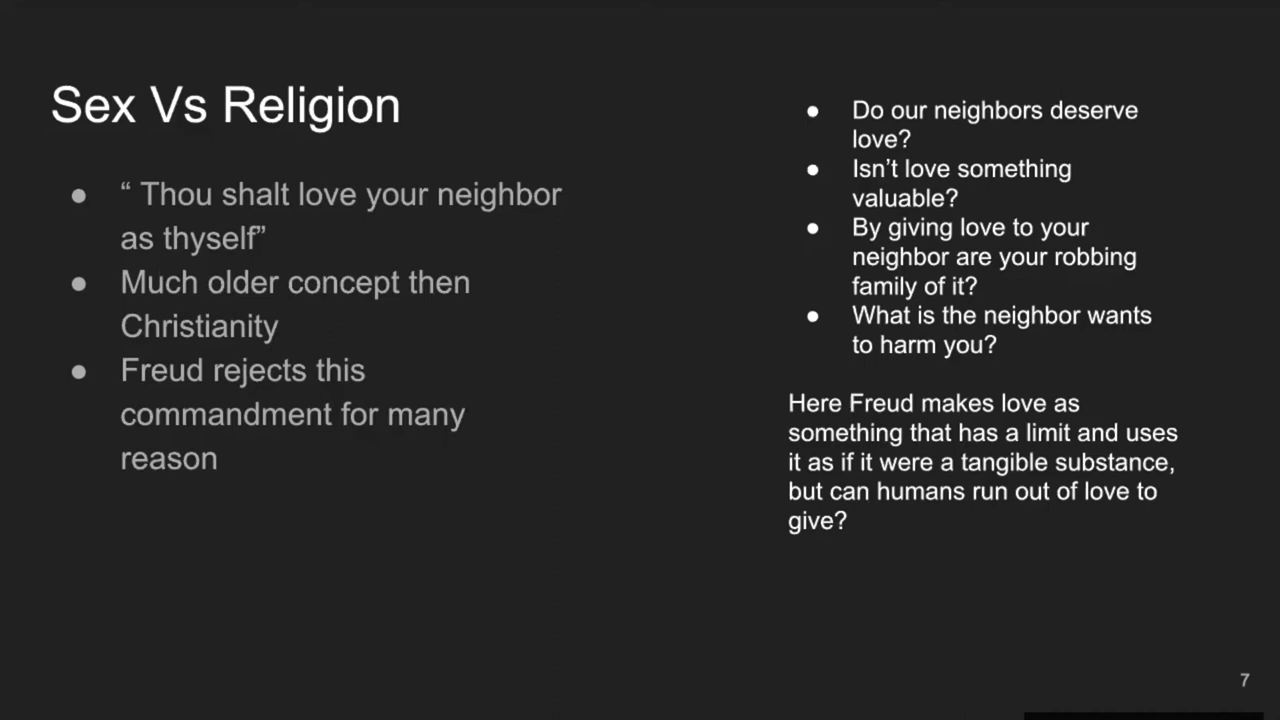 Sex Vs Religion
● “ Thou shalt love your neighbor
as thyself”
● Much older concept then
Christianity
● Freud rejects this
commandment for many
reason
● Do our neighbors deserve
love?
● Isn’t love something
valuable?
● By giving love to your
neighbor are your robbing
family of it?
● What is the neighbor wants
to harm you?
Here Freud makes love as
something that has a limit and uses
it as if it were a tangible substance,
but can humans run out of love to
give?
7